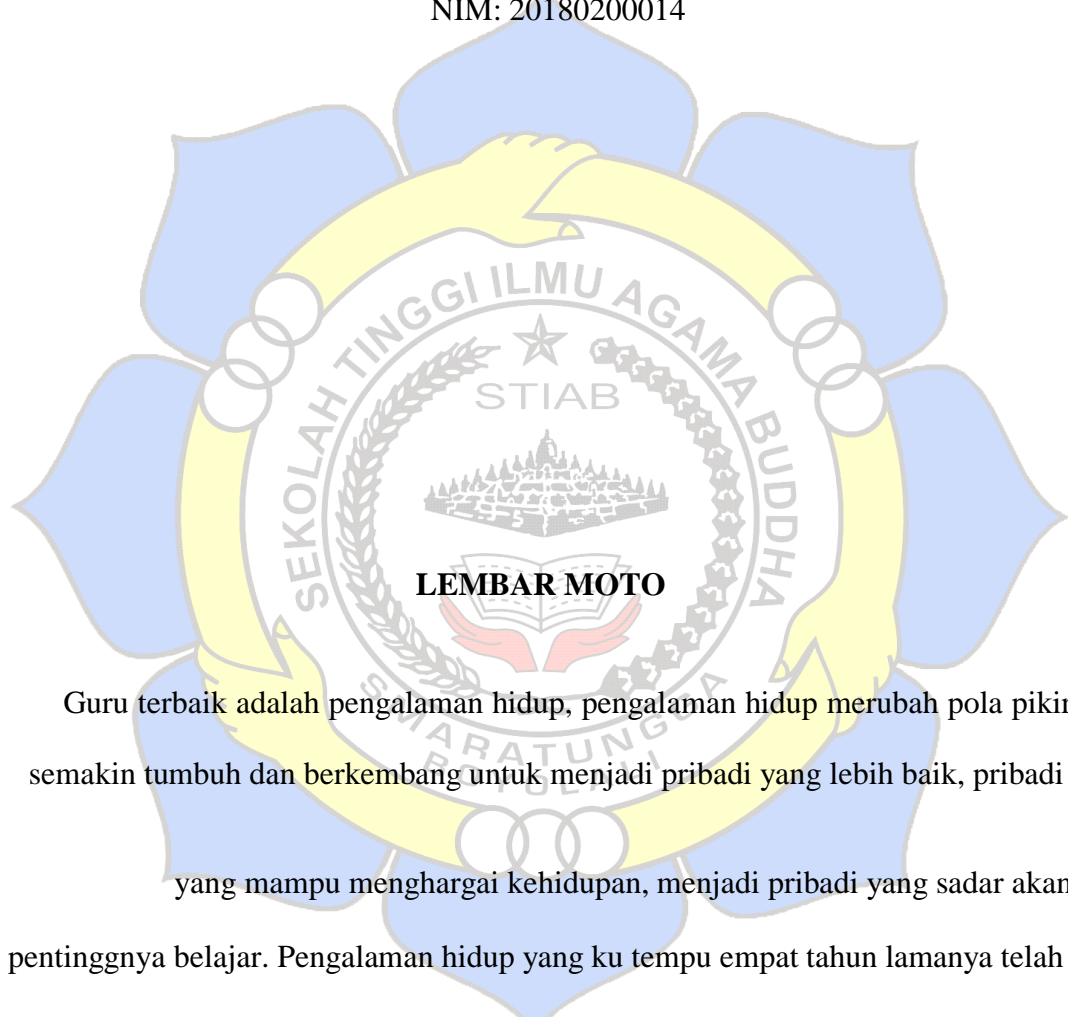 NIM: 20180200014
SEKOLAH TINGGI ILMU AGAMA BUDDHA
STIAB
LEMBAR MOTO
Guru terbaik adalah pengalaman hidup, pengalaman hidup merubah pola pikir
SMARATUNGGA
BOYOLALI
semakin tumbuh dan berkembang untuk menjadi pribadi yang lebih baik, pribadi
yang mampu menghargai kehidupan, menjadi pribadi yang sadar akan
pentinggnya belajar. Pengalaman hidup yang ku tempu empat tahun lamanya telah